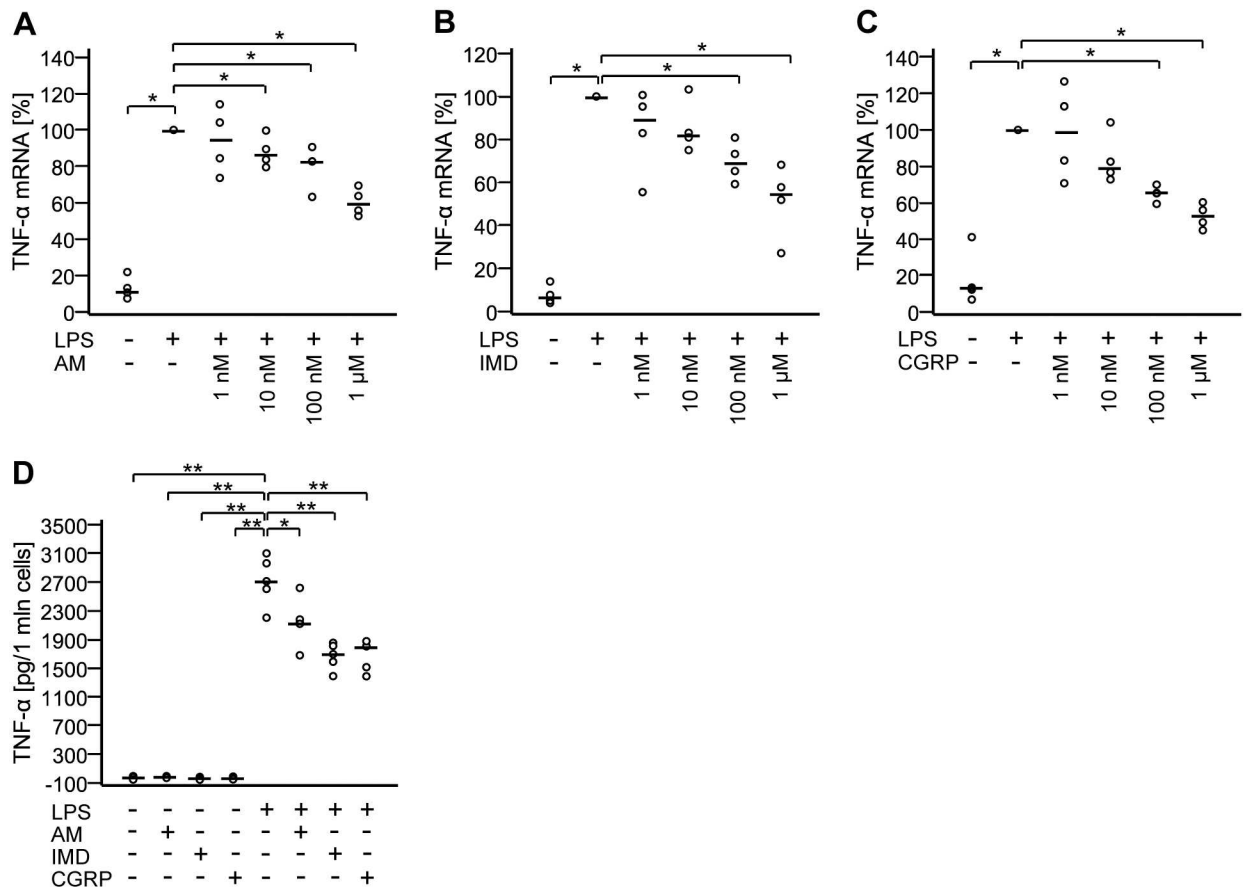 A
TNF-α mRNA [%]
140
120
100
80
60
40
20
0
* * * *
LPS - + + + + +
AM - - 1 nM 10 nM 100 nM 1 µM
B
TNF-α mRNA [%]
120
100
80
60
40
20
0
* * *
LPS - + + + + +
IMD - - 1 nM 10 nM 100 nM 1 µM
C
TNF-α mRNA [%]
140
120
100
80
60
40
20
0
* * *
LPS - + + + + +
CGRP - - 1 nM 10 nM 100 nM 1 µM
D
TNF-α [pg/1 mln cells]
3500
3100
2700
2300
1900
1500
1100
700
300
-100
**
** **
** **
** *
LPS - - - - + + + +
AM - + - - - + - -
IMD - - + - - - + -
CGRP - - - + - - - +